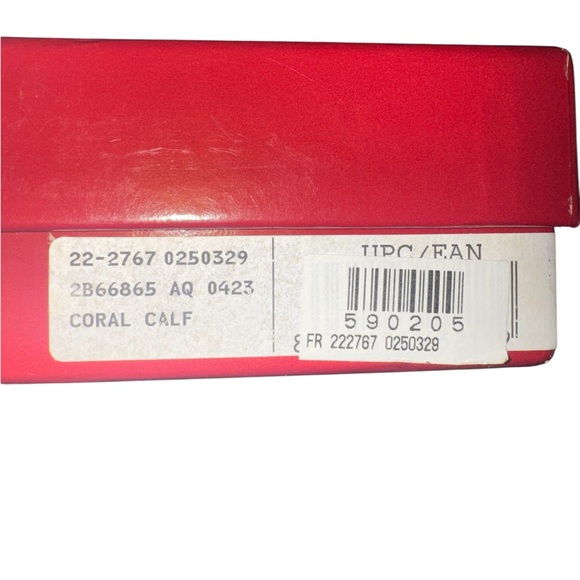 22-2767 0250329
2B66865 AQ 0423
CORAL CALF
UPC/EAN
590205
FR 222767 0250329